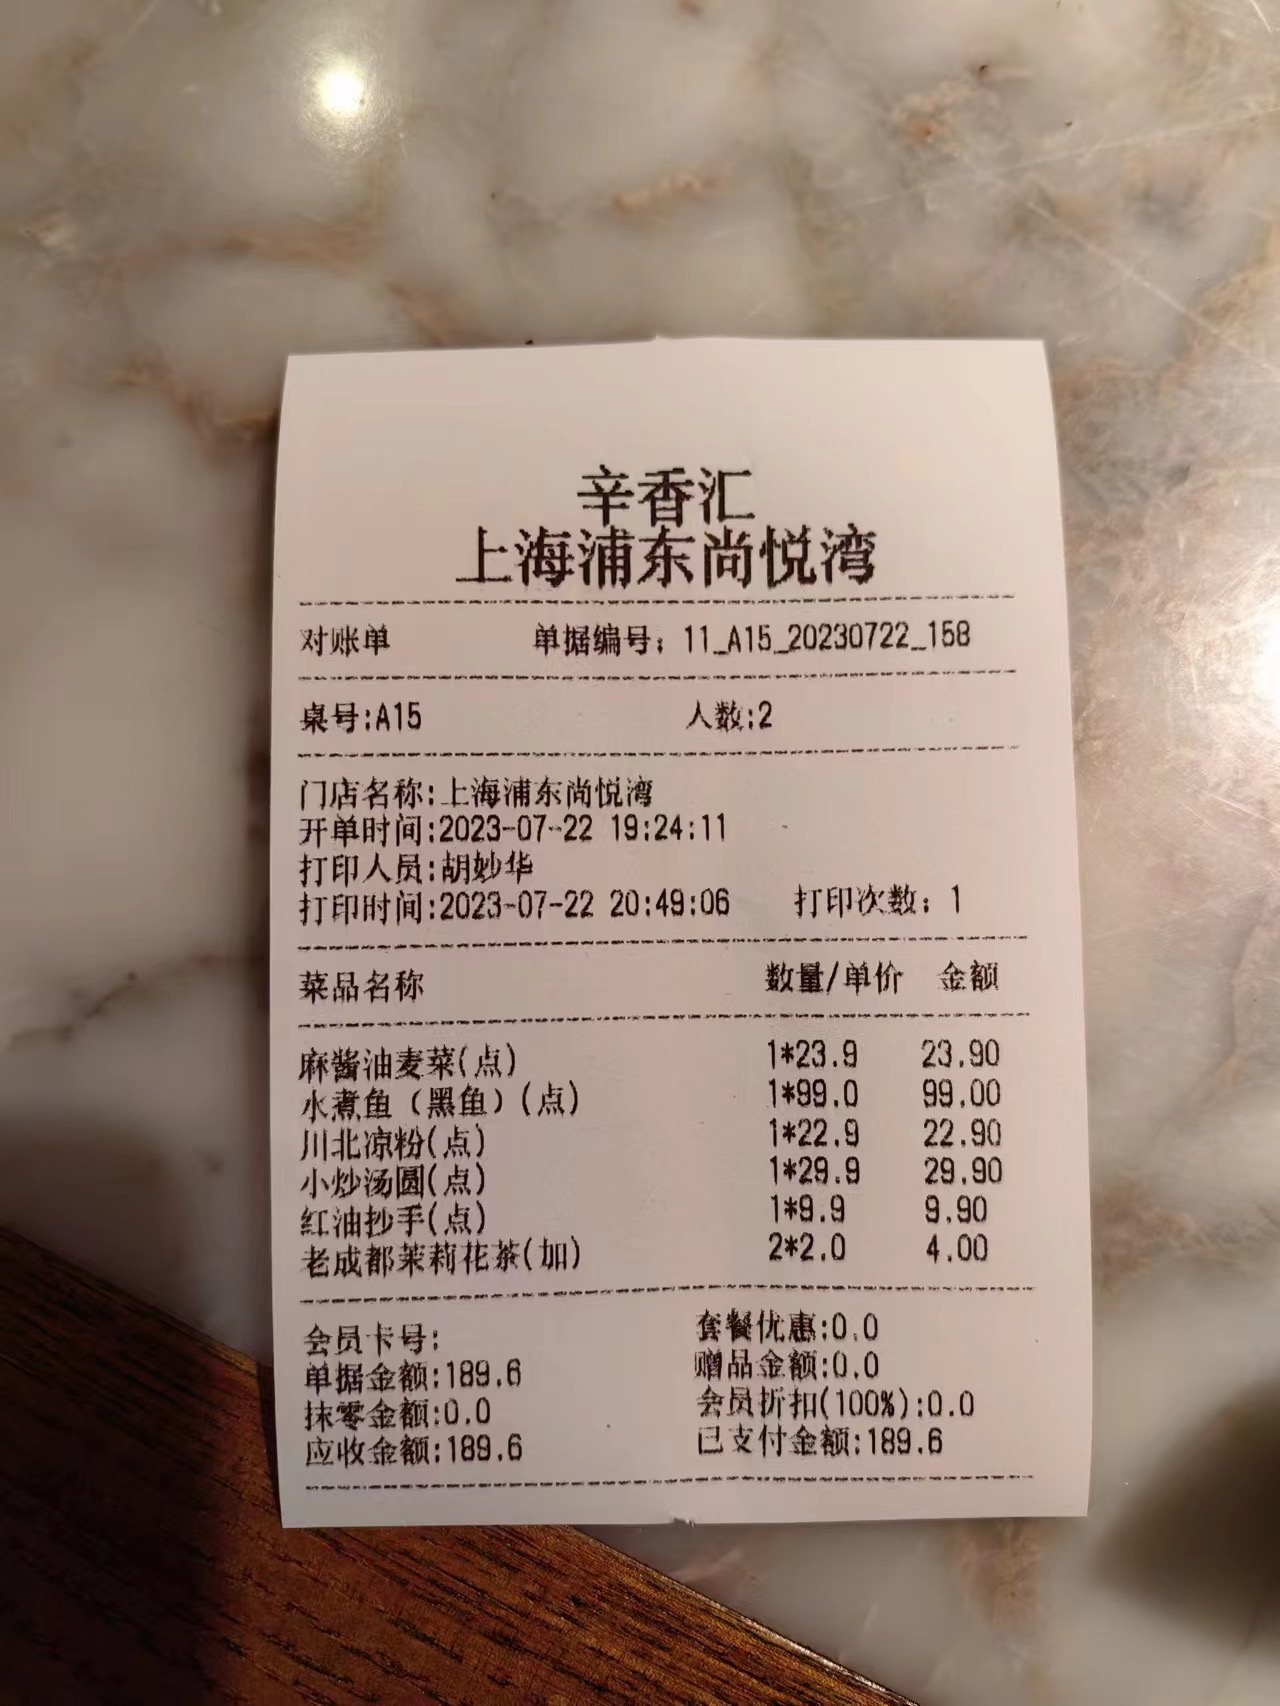 辛香汇
上海浦东尚悦湾
对账单 单据编号：11_A15_20230722_158
桌号:A15 人数:2
门店名称:上海浦东尚悦湾
开单时间:2023-07-22 19:24:11
打印人员:胡妙华
打印时间:2023-07-22 20:49:06 打印次数：1
菜品名称 数量/单价 金额
麻酱油麦菜(点) 1*23.9 23.90
水煮鱼（黑鱼）(点) 1*99.0 99.00
川北凉粉(点) 1*22.9 22.90
小炒汤圆(点) 1*29.9 29.90
红油抄手(点) 1*9.9 9.90
老成都茉莉花茶(加) 2*2.0 4.00
会员卡号: 套餐优惠:0.0
单据金额:189.6 赠品金额:0.0
抹零金额:0.0 会员折扣(100%):0.0
应收金额:189.6 已支付金额:189.6